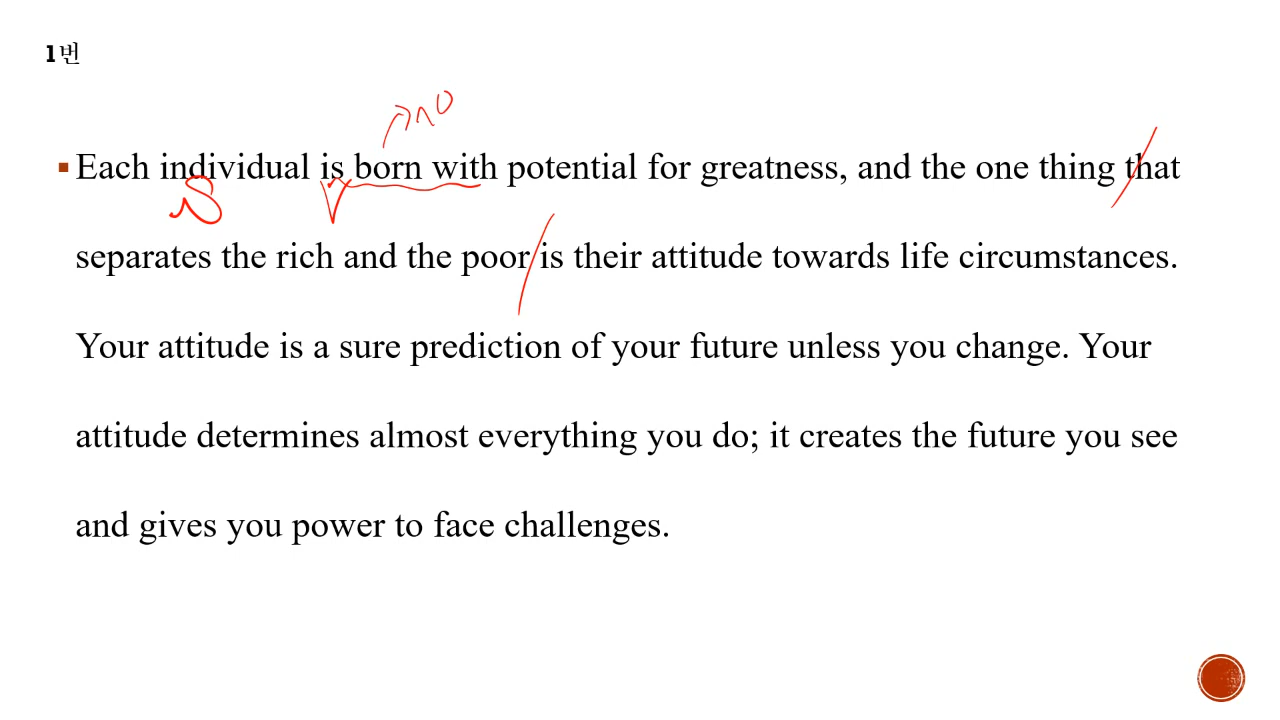 1번
Each individual is born with potential for greatness, and the one thing that
separates the rich and the poor is their attitude towards life circumstances.
Your attitude is a sure prediction of your future unless you change. Your
attitude determines almost everything you do; it creates the future you see
and gives you power to face challenges.
S
V